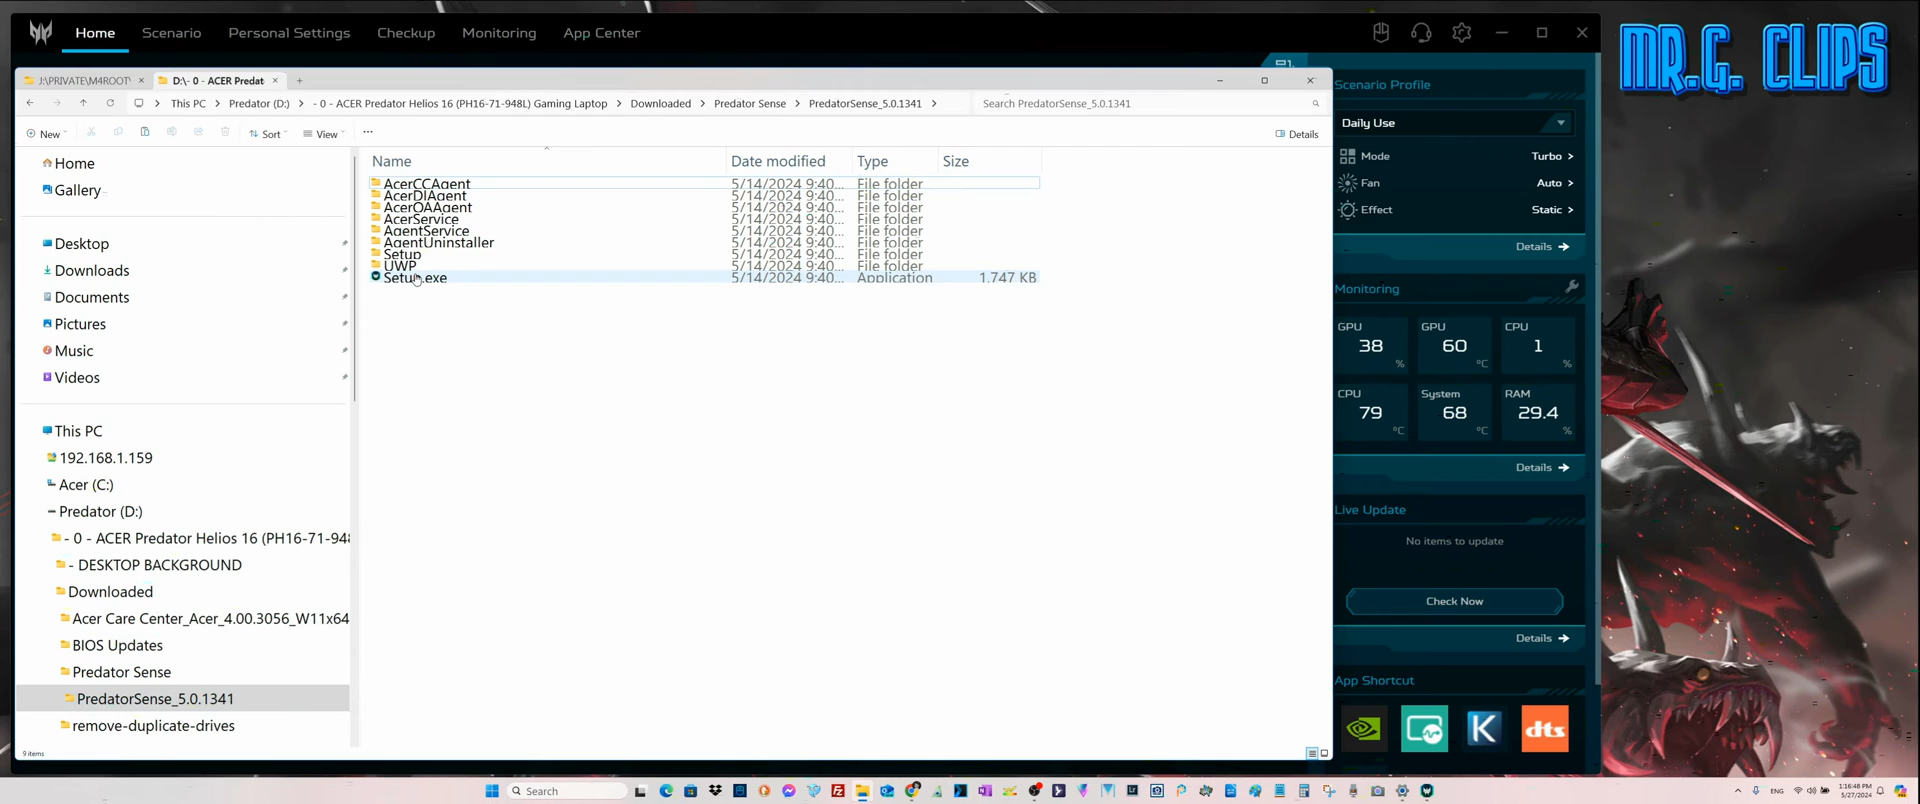 Home
Scenario
Personal Settings
Checkup
Monitoring
App Center
MR.G. CLIPS
J:\PRIVATE\M4ROOT\
D:\- 0 - ACER Predat
This PC > Predator (D:) > - 0 - ACER Predator Helios 16 (PH16-71-948L) Gaming Laptop > Downloaded > Predator Sense > PredatorSense_5.0.1341 >
Search PredatorSense_5.0.1341
New
Sort
View
Details
Home
Gallery
Desktop
Downloads
Documents
Pictures
Music
Videos
This PC
192.168.1.159
Acer (C:)
Predator (D:)
- 0 - ACER Predator Helios 16 (PH16-71-948
- DESKTOP BACKGROUND
Downloaded
Acer Care Center_Acer_4.00.3056_W11x64
BIOS Updates
Predator Sense
PredatorSense_5.0.1341
remove-duplicate-drives
9 items
Name Date modified Type Size
AcerCCAgent 5/14/2024 9:40... File folder
AcerDIAgent 5/14/2024 9:40... File folder
AcerQAAgent 5/14/2024 9:40... File folder
AcerService 5/14/2024 9:40... File folder
AgentService 5/14/2024 9:40... File folder
AgentUninstaller 5/14/2024 9:40... File folder
Setup 5/14/2024 9:40... File folder
UWP 5/14/2024 9:40... File folder
Setup.exe 5/14/2024 9:40... Application 1,747 KB
Scenario Profile
Daily Use
Mode Turbo >
Fan Auto >
Effect Static >
Details
Monitoring
GPU GPU CPU
38 60 1
% °C %
CPU System RAM
79 68 29.4
°C °C %
Details
Live Update
No items to update
Check Now
Details
App Shortcut
K
dts
Search
ENG
1:16:48 PM
5/27/2024